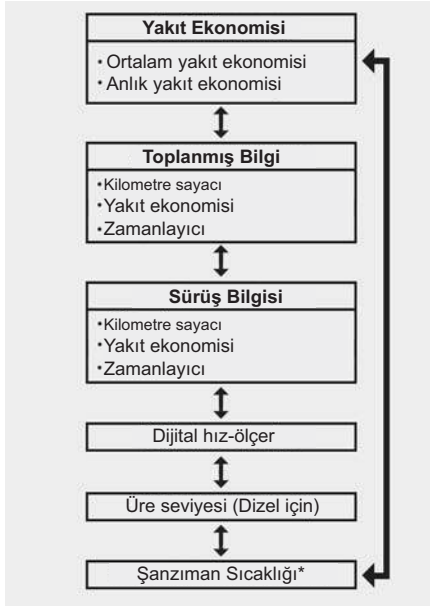 Yakıt Ekonomisi
• Ortalam yakıt ekonomisi
• Anlık yakıt ekonomisi
Toplanmış Bilgi
•Kilometre sayacı
•Yakıt ekonomisi
•Zamanlayıcı
Sürüş Bilgisi
•Kilometre sayacı
•Yakıt ekonomisi
•Zamanlayıcı
Dijital hız-ölçer
Üre seviyesi (Dizel için)
Şanzıman Sıcaklığı*